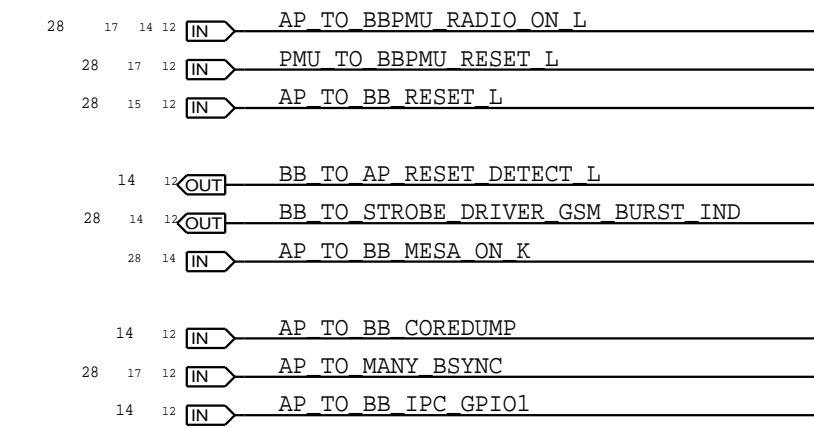 28 17 14 12 IN AP_TO_BBPMU_RADIO_ON_L
28 17 12 IN PMU_TO_BBPMU_RESET_L
28 15 12 IN AP_TO_BB_RESET_L
14 12 OUT BB_TO_AP_RESET_DETECT_L
28 14 12 OUT BB_TO_STROBE_DRIVER_GSM_BURST_IND
28 14 IN AP_TO_BB_MESA_ON_K
14 12 IN AP_TO_BB_COREDUMP
28 17 12 IN AP_TO_MANY_BSYNC
14 12 IN AP_TO_BB_IPC_GPIO1